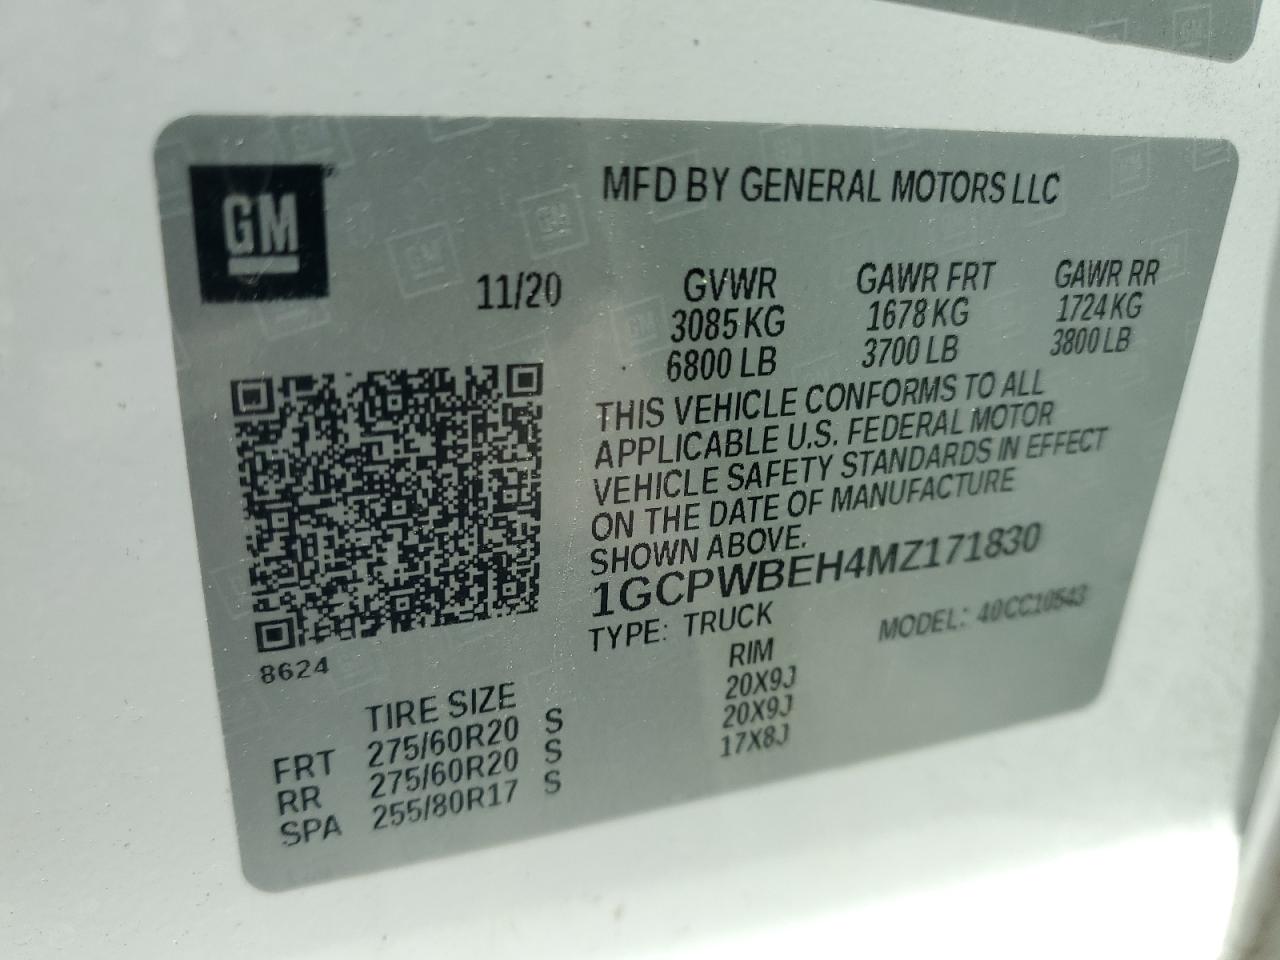 GM
MFD BY GENERAL MOTORS LLC
11/20
GVWR GAWR FRT GAWR RR
3085 KG 1678 KG 1724 KG
6800 LB 3700 LB 3800 LB
THIS VEHICLE CONFORMS TO ALL
APPLICABLE U.S. FEDERAL MOTOR
VEHICLE SAFETY STANDARDS IN EFFECT
ON THE DATE OF MANUFACTURE
SHOWN ABOVE.
1GCPWBEH4MZ171830
TYPE: TRUCK MODEL: 40CC10543
8624
TIRE SIZE RIM
FRT 275/60R20 S 20X9J
RR 275/60R20 S 20X9J
SPA 255/80R17 S 17X8J